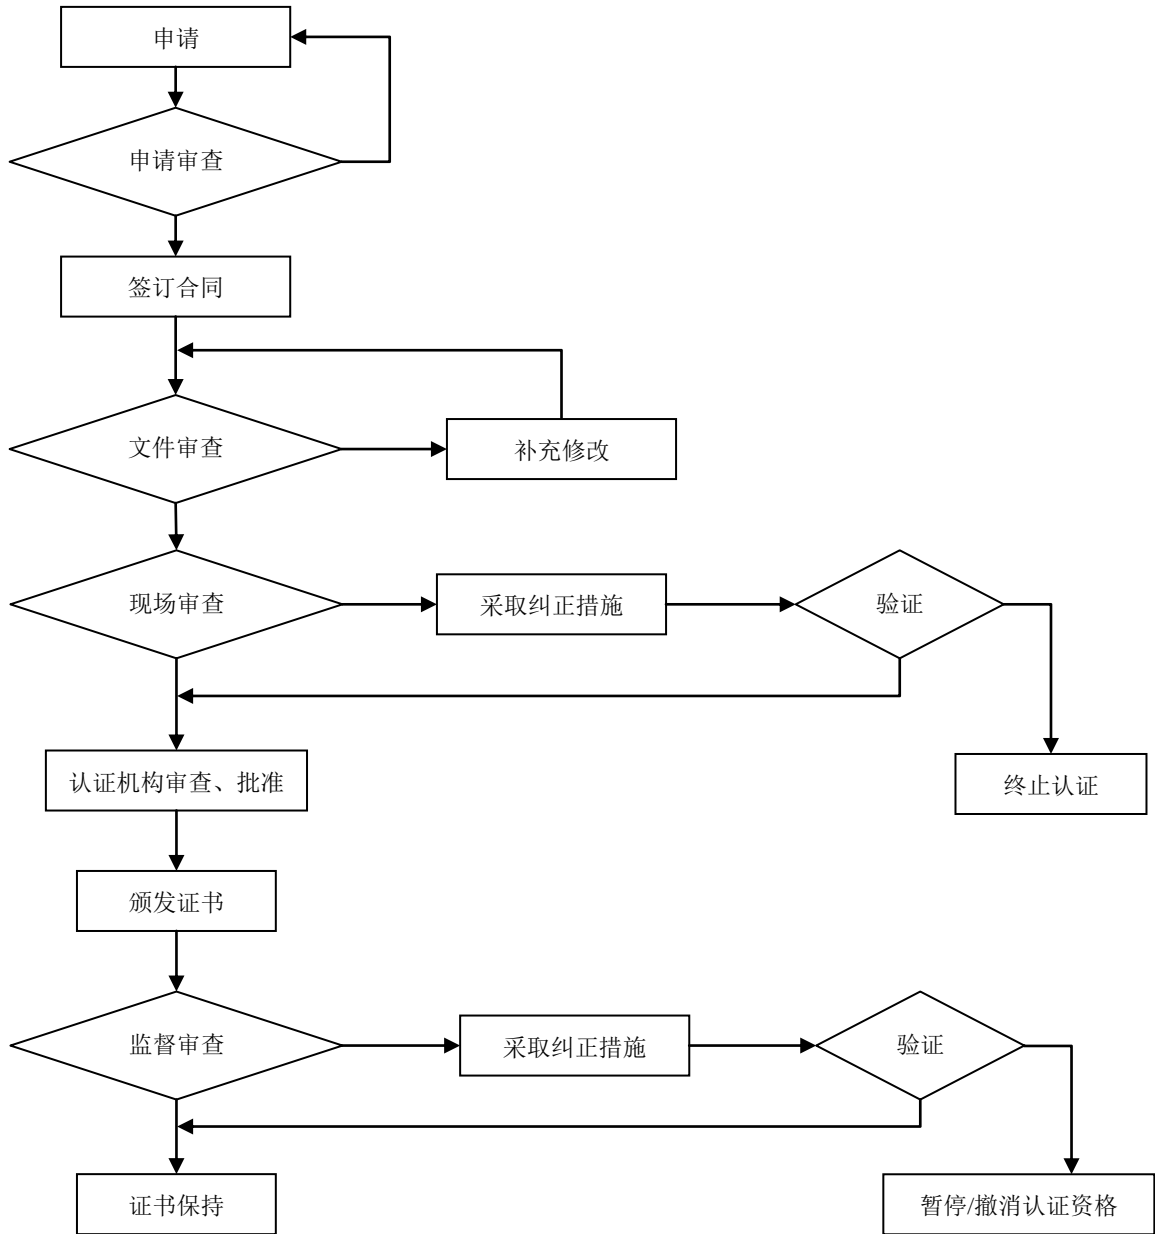 申请
申请审查
签订合同
文件审查
补充修改
现场审查
采取纠正措施
验证
认证机构审查、批准
终止认证
颁发证书
监督审查
采取纠正措施
验证
证书保持
暂停/撤消认证资格